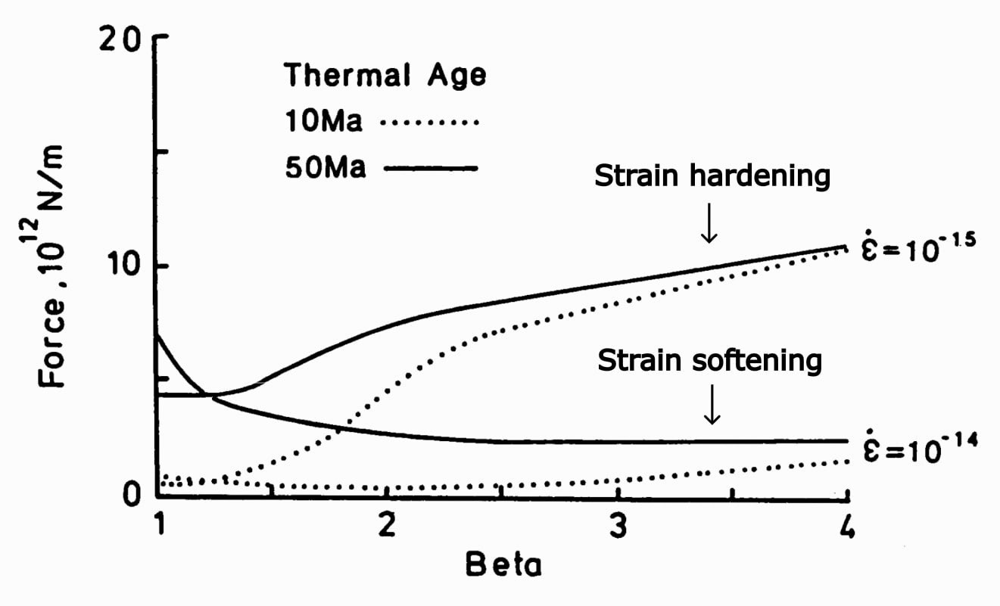 20
Thermal Age
10Ma
50Ma
Strain hardening
ε̇=10⁻¹⁵
10
Force, 10¹² N/m
Strain softening
ε̇=10⁻¹⁴
0
1 2 3 4
Beta